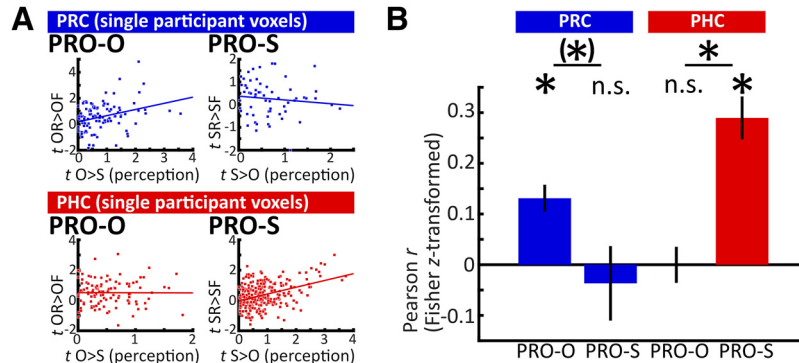 A
PRC (single participant voxels)
PRO-O
PRO-S
t OR>OF
4
2
0
-2
0 1 2 3 4
t O>S (perception)
t SR>SF
2
1
0
-1
-2
0 1 2
t S>O (perception)
PHC (single participant voxels)
PRO-O
PRO-S
t OR>OF
4
2
0
-2
0 1 2
t O>S (perception)
t SR>SF
4
2
0
-2
0 1 2 3 4
t S>O (perception)
B
PRC
PHC
(*)
*
* n.s. n.s. *
Pearson r
(Fisher z-transformed)
0.3
0.2
0.1
0
-0.1
PRO-O PRO-S PRO-O PRO-S